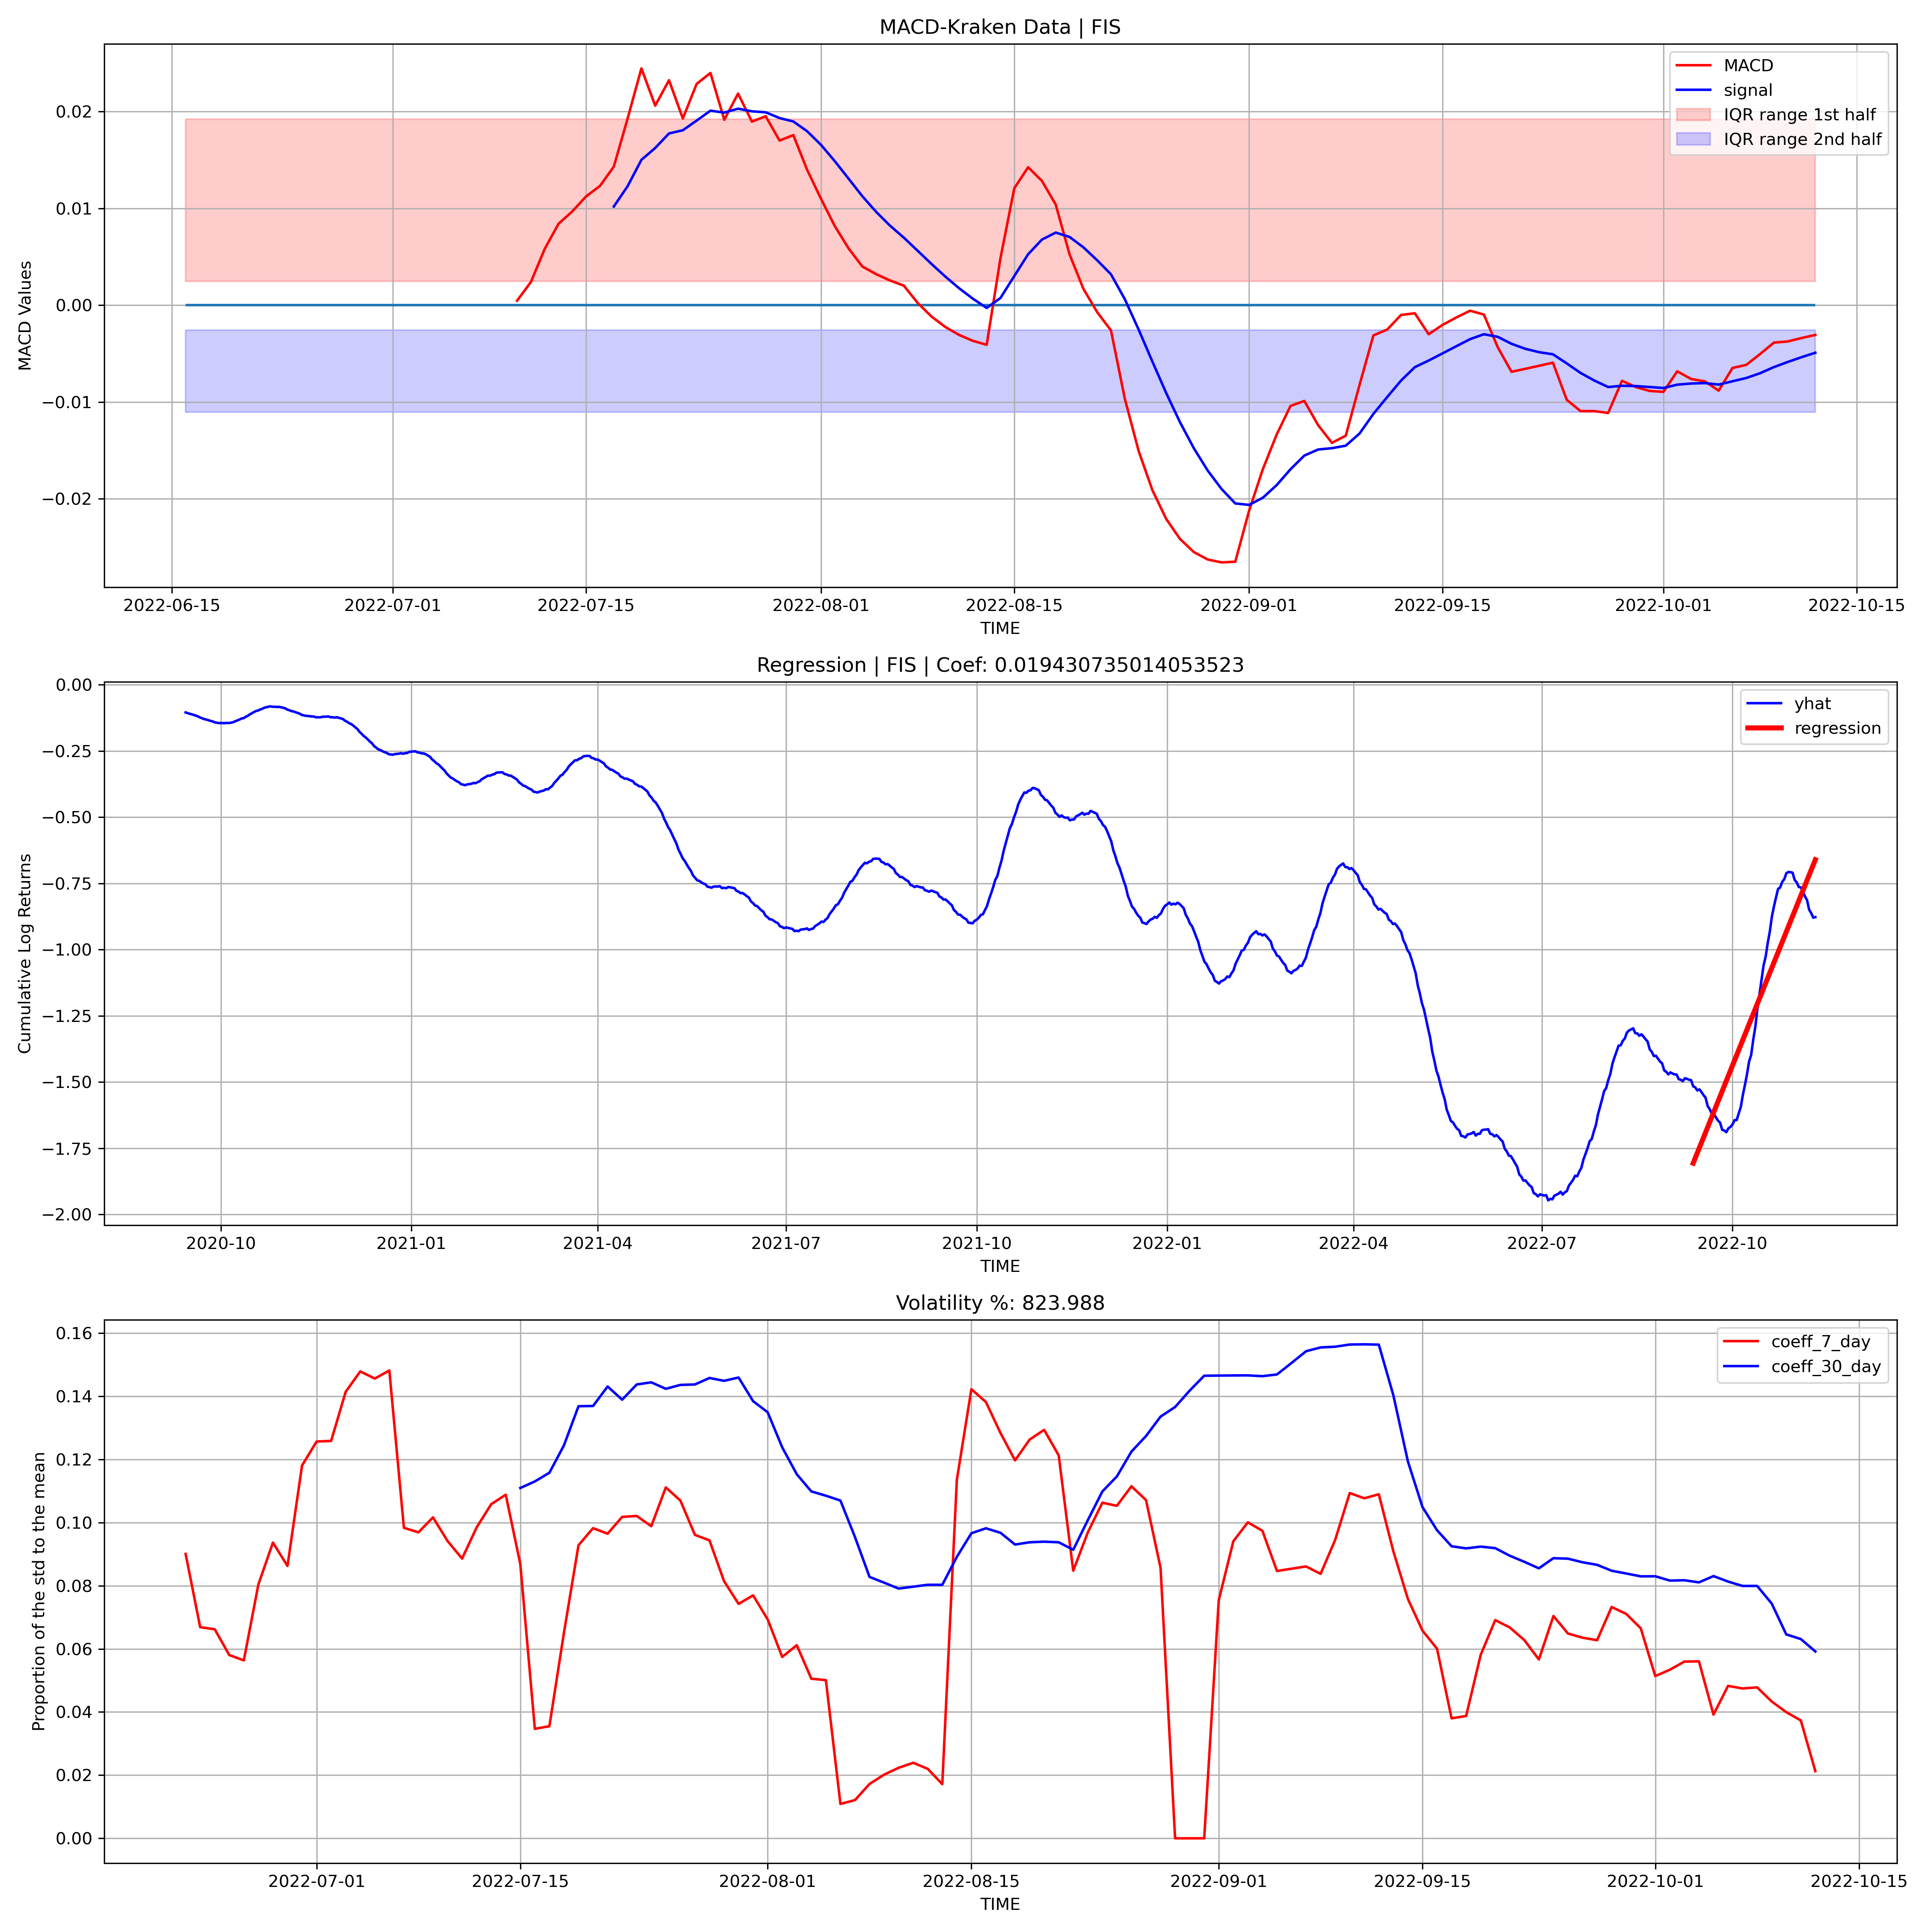 MACD-Kraken Data | FIS
MACD
signal
IQR range 1st half
IQR range 2nd half
0.02
0.01
0.00
−0.01
−0.02
MACD Values
2022-06-15 2022-07-01 2022-07-15 2022-08-01 2022-08-15 2022-09-01 2022-09-15 2022-10-01 2022-10-15
TIME
Regression | FIS | Coef: 0.019430735014053523
yhat
regression
0.00
−0.25
−0.50
−0.75
−1.00
−1.25
−1.50
−1.75
−2.00
Cumulative Log Returns
2020-10 2021-01 2021-04 2021-07 2021-10 2022-01 2022-04 2022-07 2022-10
TIME
Volatility %: 823.988
coeff_7_day
coeff_30_day
0.16
0.14
0.12
0.10
0.08
0.06
0.04
0.02
0.00
Proportion of the std to the mean
2022-07-01 2022-07-15 2022-08-01 2022-08-15 2022-09-01 2022-09-15 2022-10-01 2022-10-15
TIME